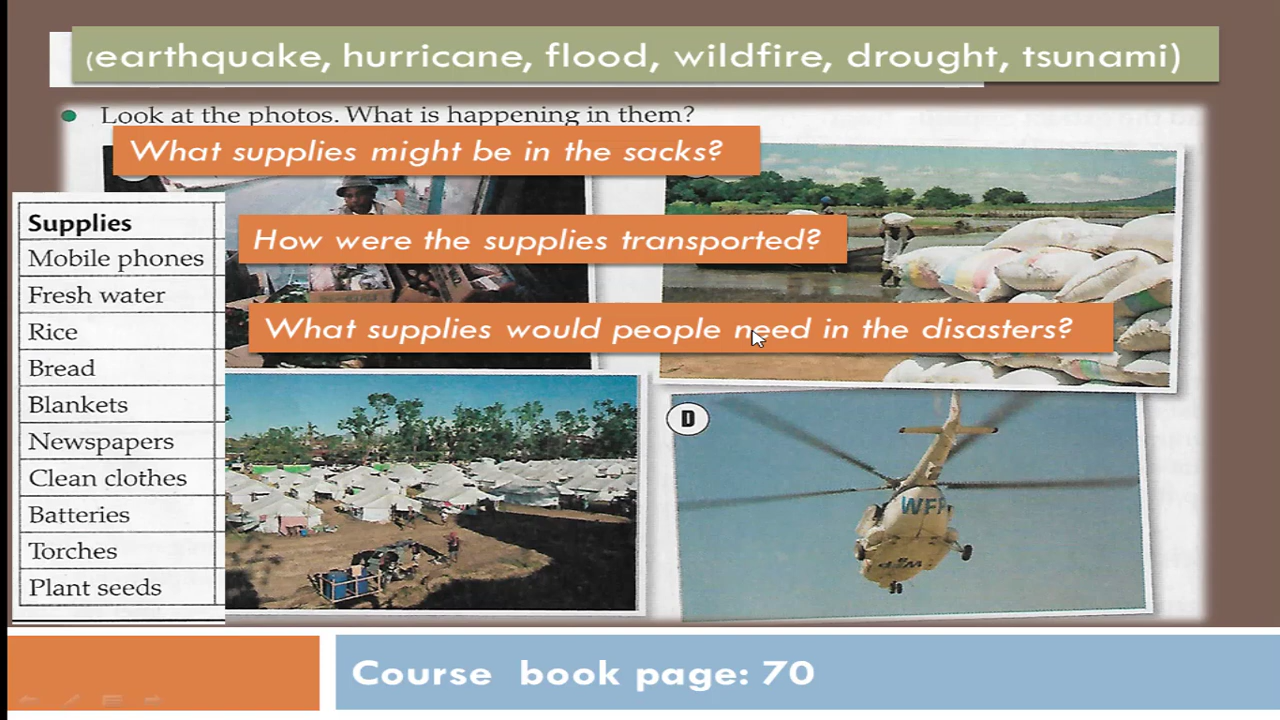 (earthquake, hurricane, flood, wildfire, drought, tsunami)
Look at the photos. What is happening in them?
What supplies might be in the sacks?
How were the supplies transported?
What supplies would people need in the disasters?
Supplies
Mobile phones
Fresh water
Rice
Bread
Blankets
Newspapers
Clean clothes
Batteries
Torches
Plant seeds
D
WFP
Course book page: 70